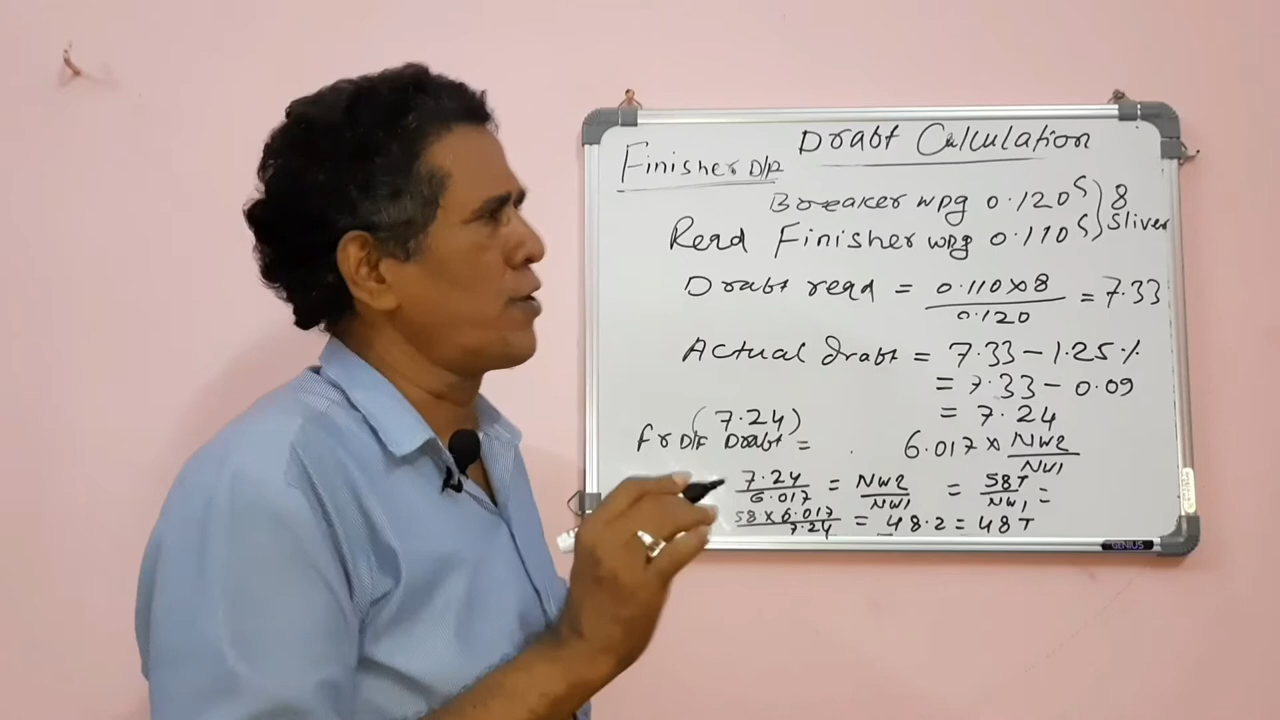 Draft Calculation
Finisher D/f
Breaker wpg 0.120S ) 8
Reqd Finisher wpg 0.110S ) Sliver
Draft reqd = 0.110×8 / 0.120 = 7.33
Actual draft = 7.33 - 1.25%
= 7.33 - 0.09
= 7.24
(7.24)
Fr D/F Draft = 6.017 × NW2 / NW1
7.24 / 6.017 = NW2 / NW1 = 58T / NW1 =
58 × 6.017 / 7.24 = 48.2 = 48T
GENIUS